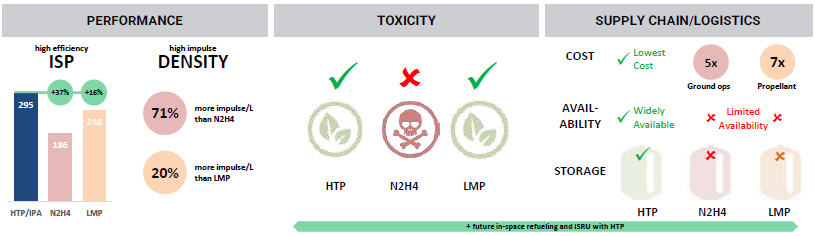 PERFORMANCE
high efficiency
ISP
+37%
+16%
295
186
248
HTP/IPA
N2H4
LMP
high impulse
DENSITY
71%
more impulse/L
than N2H4
20%
more impulse/L
than LMP
TOXICITY
HTP
N2H4
LMP
SUPPLY CHAIN/LOGISTICS
COST
Lowest
Cost
5x
Ground ops
7x
Propellant
AVAIL-
ABILITY
Widely
Available
Limited
Availability
STORAGE
HTP
N2H4
LMP
+ future in-space refueling and ISRU with HTP